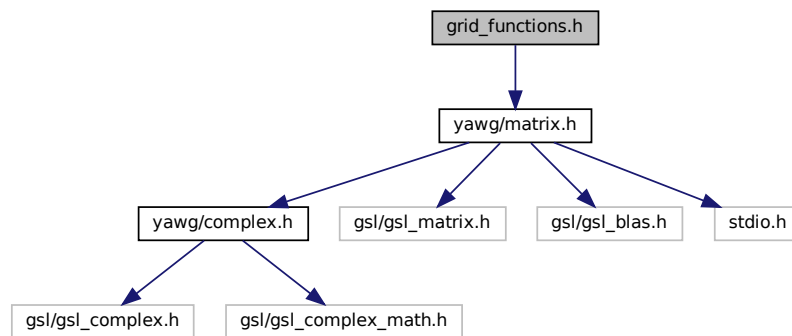 grid_functions.h
yawg/matrix.h
yawg/complex.h
gsl/gsl_matrix.h
gsl/gsl_blas.h
stdio.h
gsl/gsl_complex.h
gsl/gsl_complex_math.h